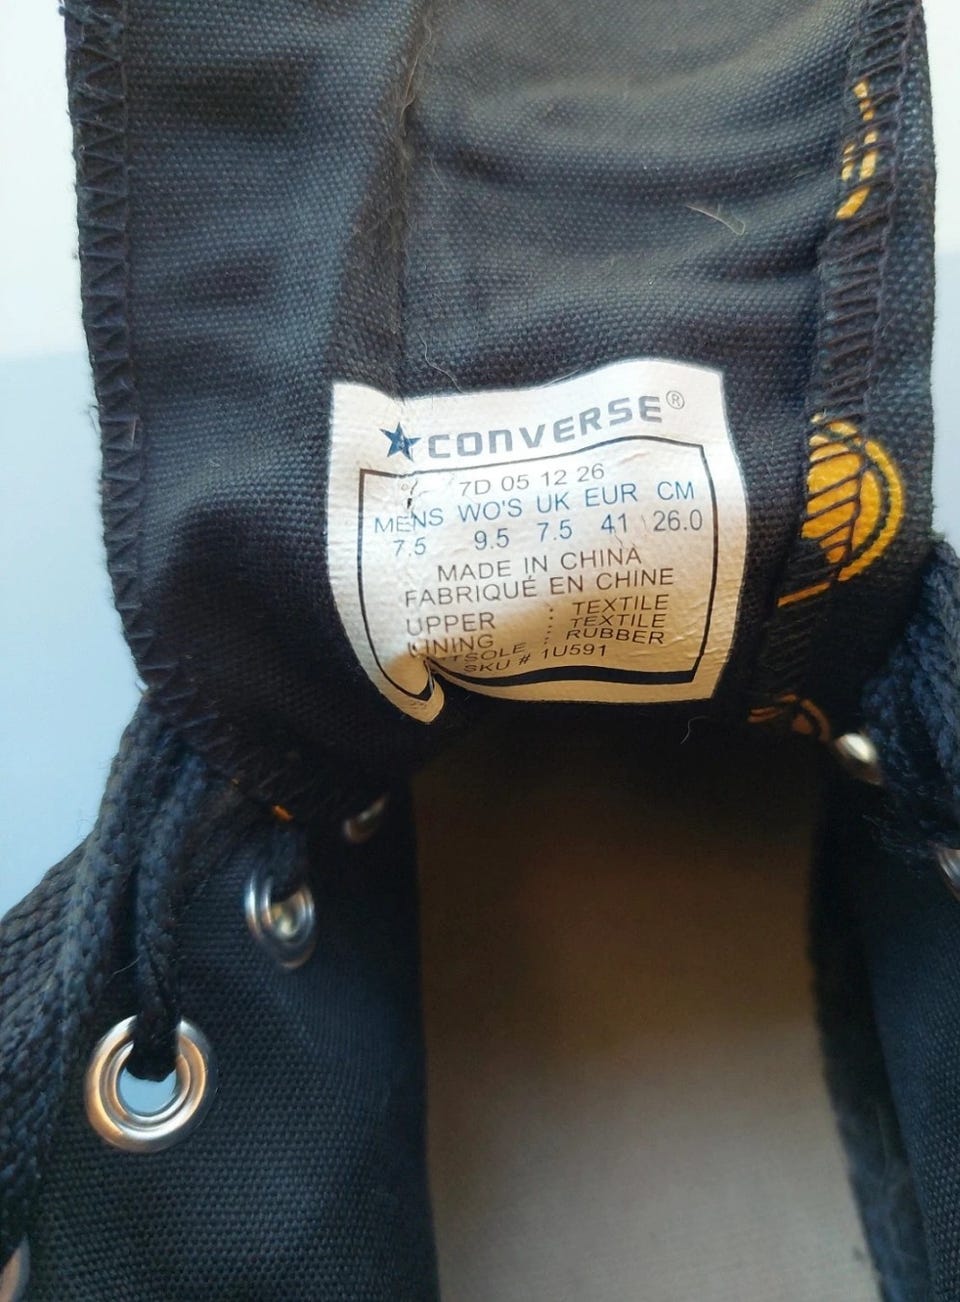 CONVERSE®
7D 05 12 26
MENS WO'S UK EUR CM
7.5 9.5 7.5 41 26.0
MADE IN CHINA
FABRIQUÉ EN CHINE
UPPER : TEXTILE
LINING : TEXTILE
: RUBBER
SKU # 1U591